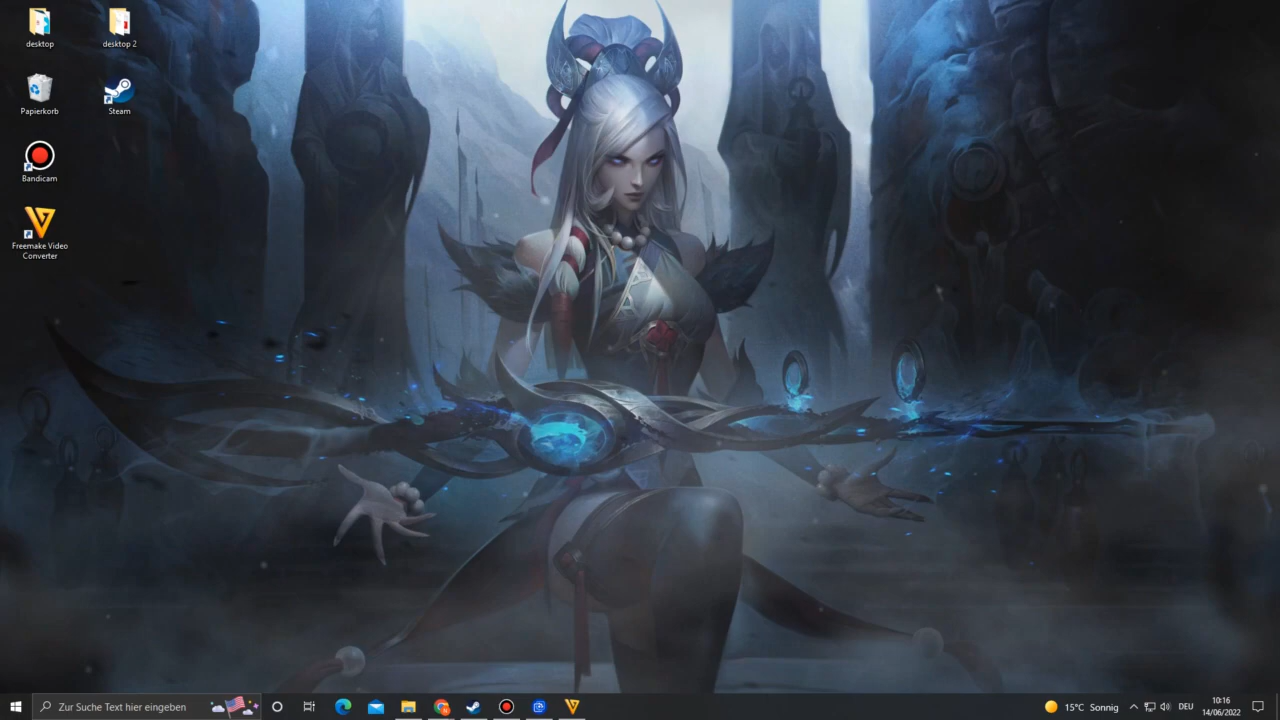 desktop
desktop 2
Papierkorb
Steam
Bandicam
Freemake Video
Converter
Zur Suche Text hier eingeben
15°C Sonnig
DEU
10:16
14/06/2022